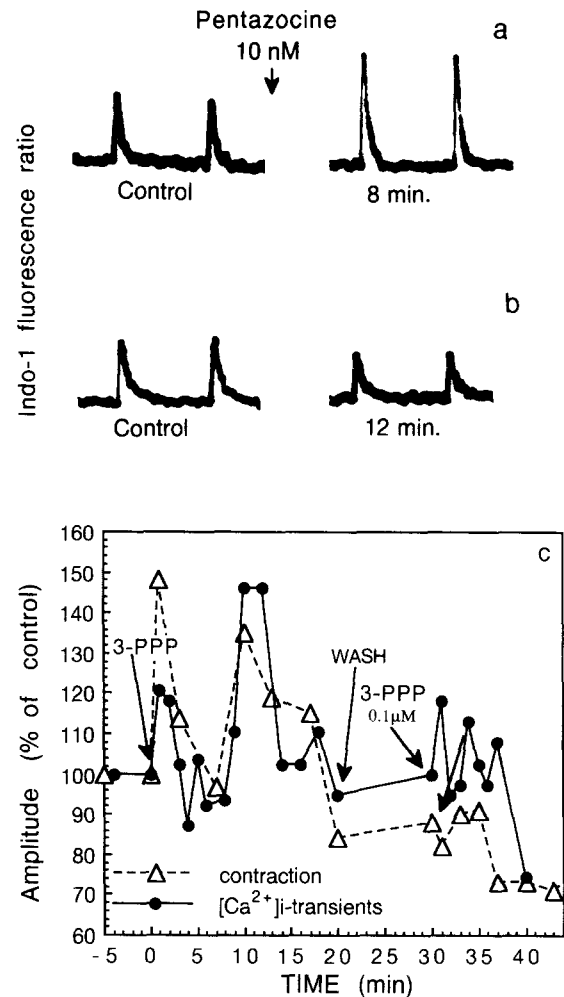 Pentazocine
10 nM
a
Control
8 min.
Indo-1 fluorescence ratio
b
Control
12 min.
c
160
150
140
130
120
110
100
90
80
70
60
Amplitude (% of control)
3-PPP
WASH
3-PPP
0.1µM
contraction
[Ca²⁺]i-transients
-5 0 5 10 15 20 25 30 35 40
TIME (min)